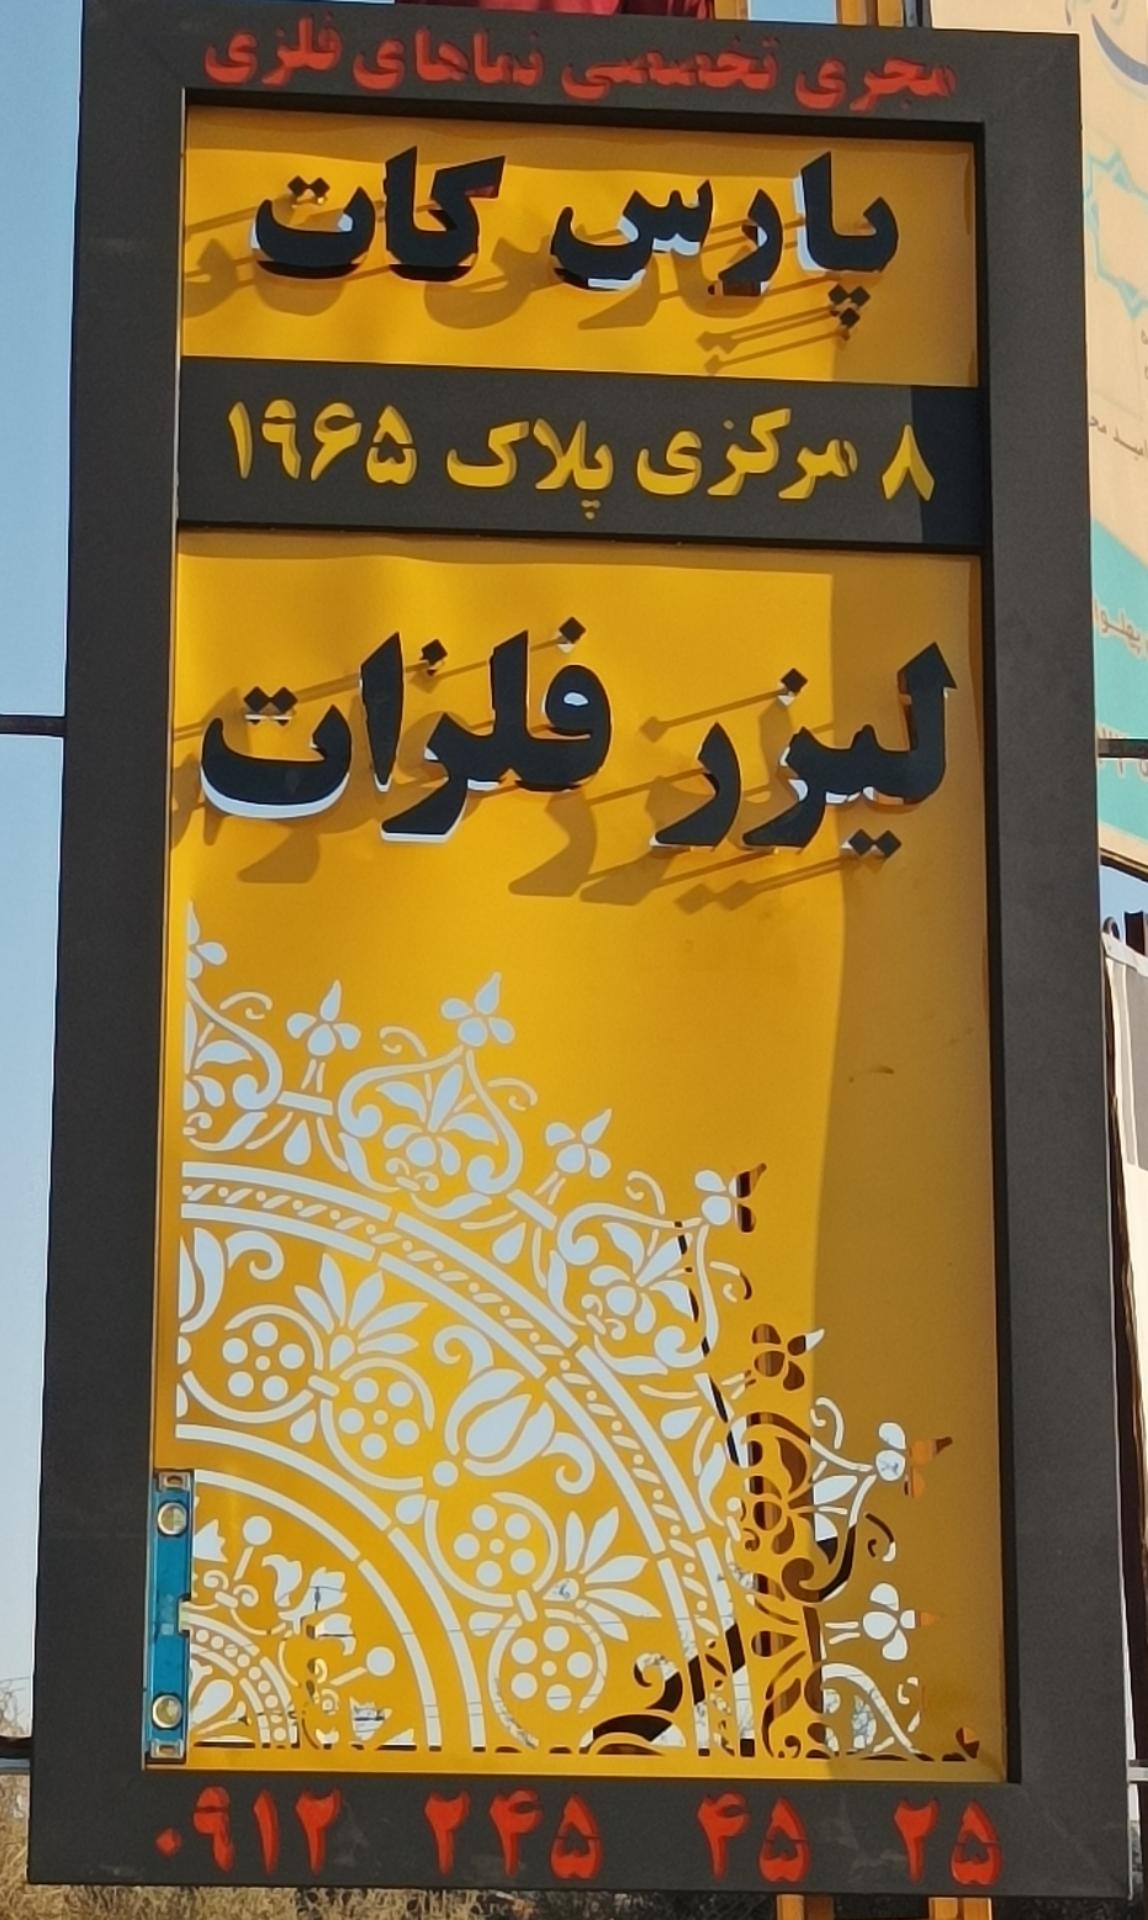 مجری تخصصی نماهای فلزی
پارس کات
۸ مرکزی پلاک ۱۹۶۵
لیزر فلزات
۰۹۱۲ ۲۴۵ ۴۵ ۲۵